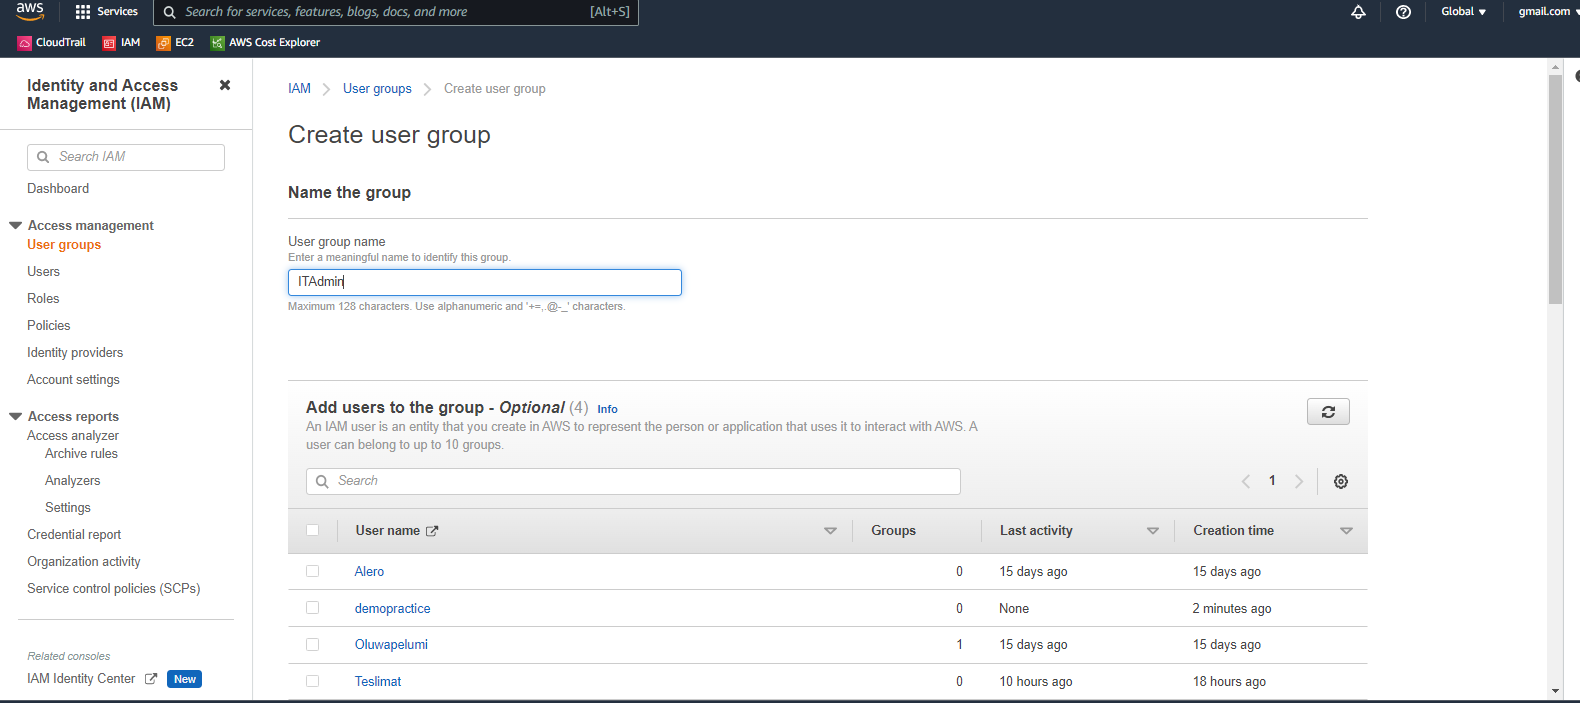 aws
Services
Search for services, features, blogs, docs, and more
[Alt+S]
Global
gmail.com
CloudTrail
IAM
EC2
AWS Cost Explorer
Identity and Access
Management (IAM)
Search IAM
Dashboard
Access management
User groups
Users
Roles
Policies
Identity providers
Account settings
Access reports
Access analyzer
Archive rules
Analyzers
Settings
Credential report
Organization activity
Service control policies (SCPs)
Related consoles
IAM Identity Center
New
IAM
User groups
Create user group
Create user group
Name the group
User group name
Enter a meaningful name to identify this group.
ITAdmin
Maximum 128 characters. Use alphanumeric and '+=,.@-_' characters.
Add users to the group - Optional (4) Info
An IAM user is an entity that you create in AWS to represent the person or application that uses it to interact with AWS. A
user can belong to up to 10 groups.
Search
1
User name Groups Last activity Creation time
Alero 0 15 days ago 15 days ago
demopractice 0 None 2 minutes ago
Oluwapelumi 1 15 days ago 15 days ago
Teslimat 0 10 hours ago 18 hours ago